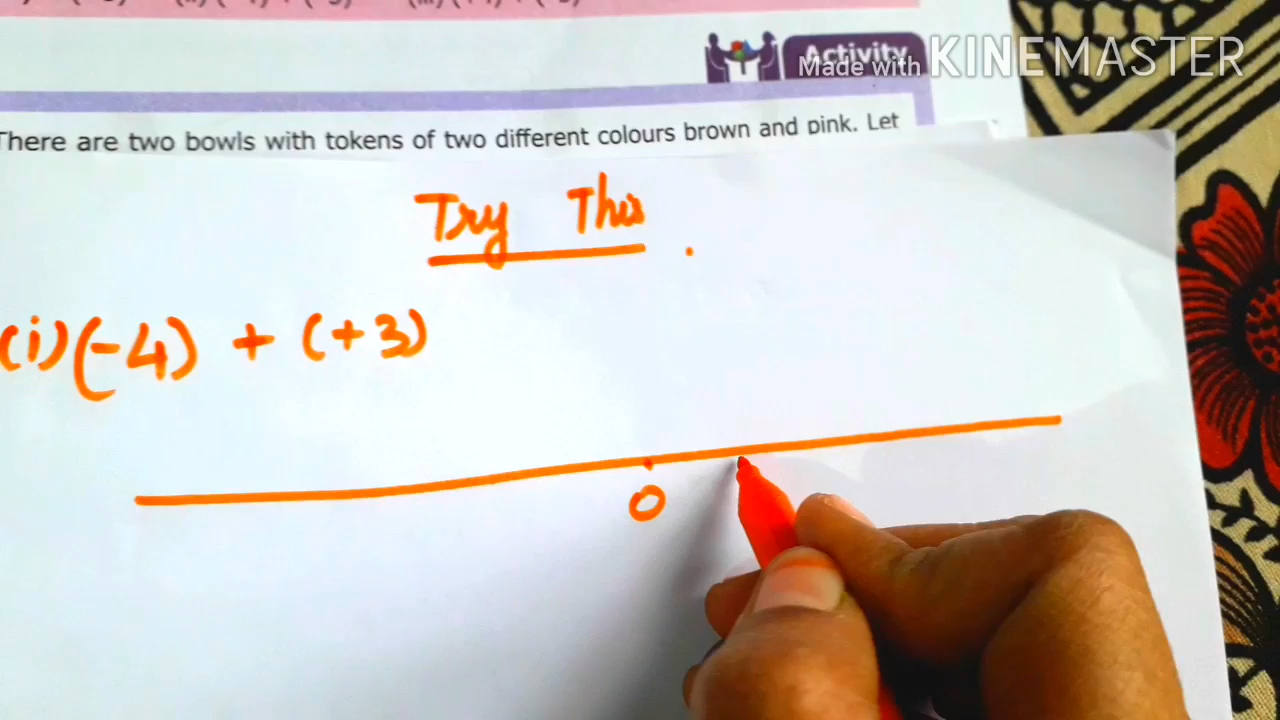 Activity
Made with KINEMASTER
There are two bowls with tokens of two different colours brown and pink. Let
Try This .
(i) (-4) + (+3)
0